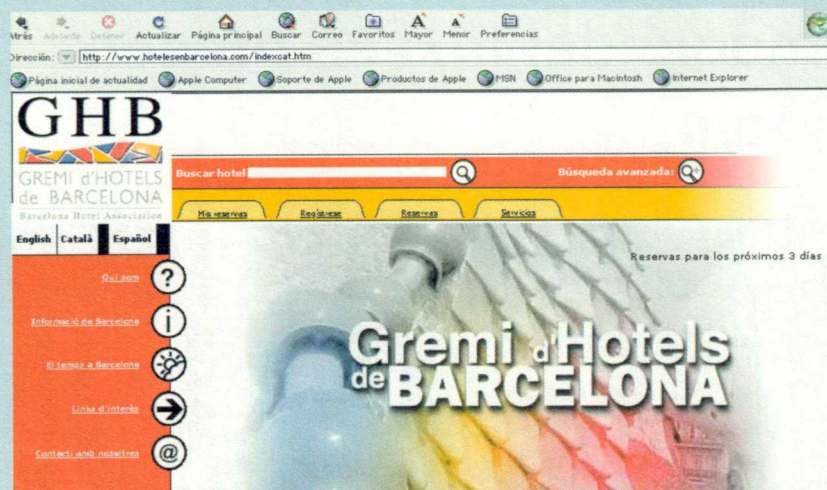 Atrás Adelante Detener Actualizar Página principal Buscar Correo Favoritos Mayor Menor Preferencias
Dirección: http://www.hotelesenbarcelona.com/indexcat.htm
Página inicial de actualidad Apple Computer Soporte de Apple Productos de Apple MSN Office para Macintosh Internet Explorer
GHB
GREMI d'HOTELS
de BARCELONA
Barcelona Hotel Association
English Català Español
Buscar hotel Búsqueda avanzada:
Mis reservas Regístrese Reservas Servicios
Reservas para los próximos 3 días
Qui som ?
Informació de Barcelona i
El temps a Barcelona
Links d'interès
Contacti amb nosaltres @
Gremi d'Hotels
de BARCELONA